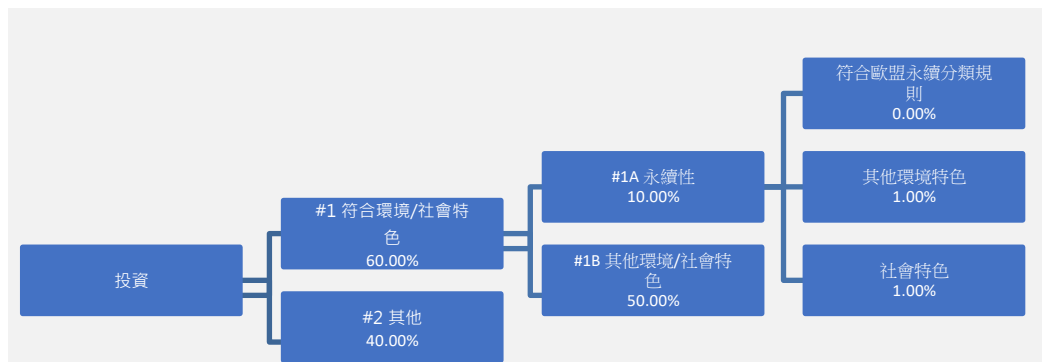 投資
#1 符合環境/社會特
色
60.00%
#2 其他
40.00%
#1A 永續性
10.00%
#1B 其他環境/社會特
色
50.00%
符合歐盟永續分類規
則
0.00%
其他環境特色
1.00%
社會特色
1.00%